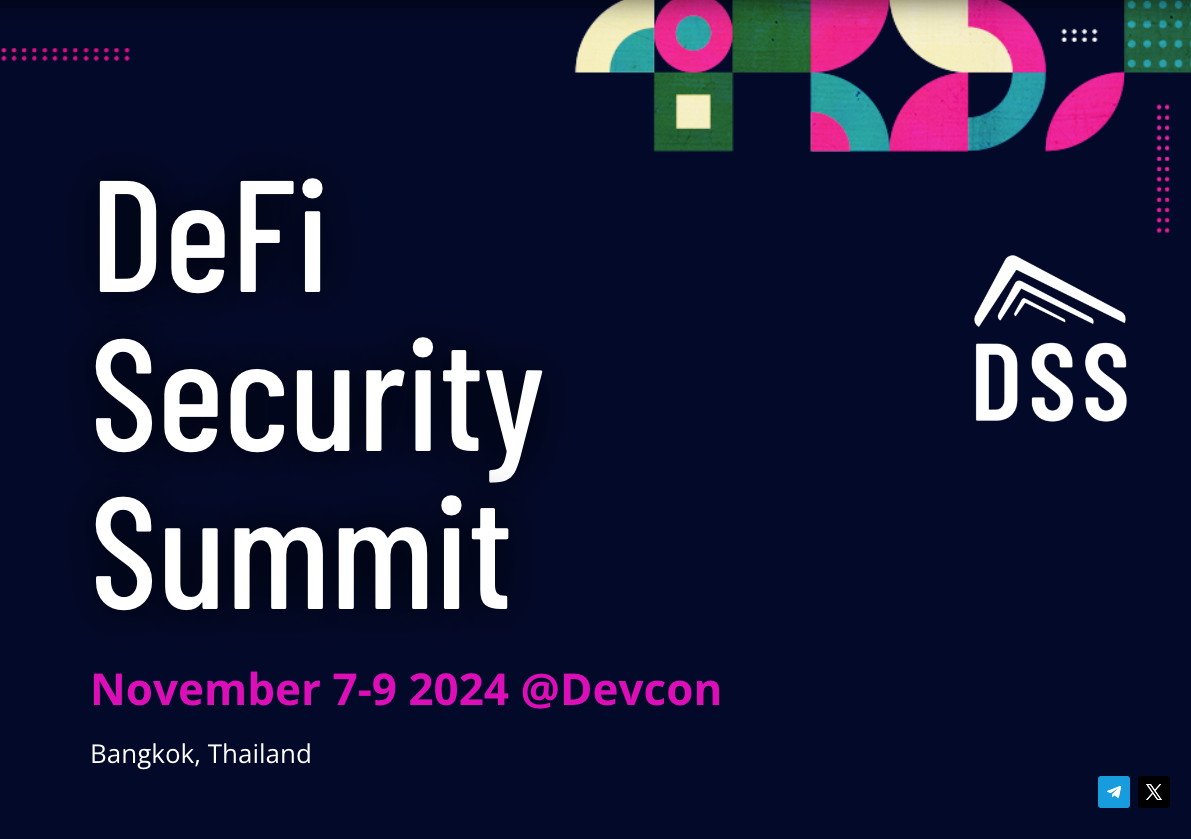 DeFi
Security
Summit
DSS
November 7-9 2024 @Devcon
Bangkok, Thailand